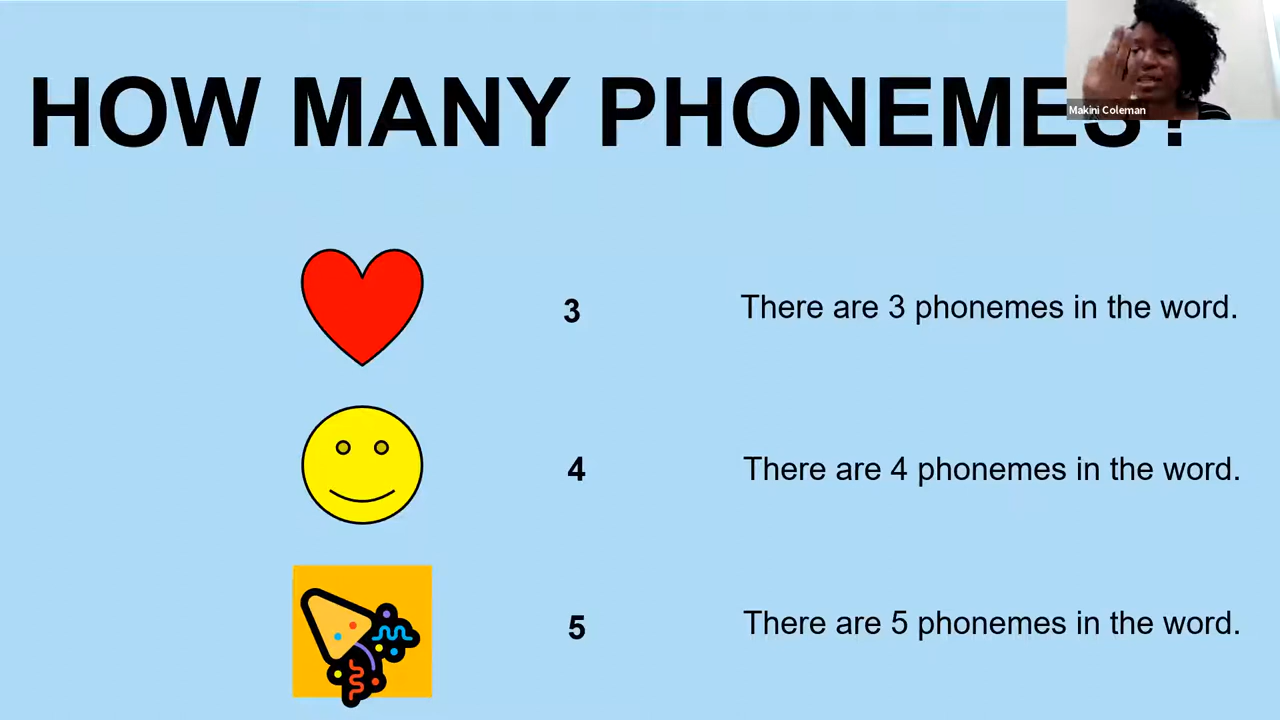 HOW MANY PHONEMES?
Makini Coleman
3 There are 3 phonemes in the word.
4 There are 4 phonemes in the word.
5 There are 5 phonemes in the word.